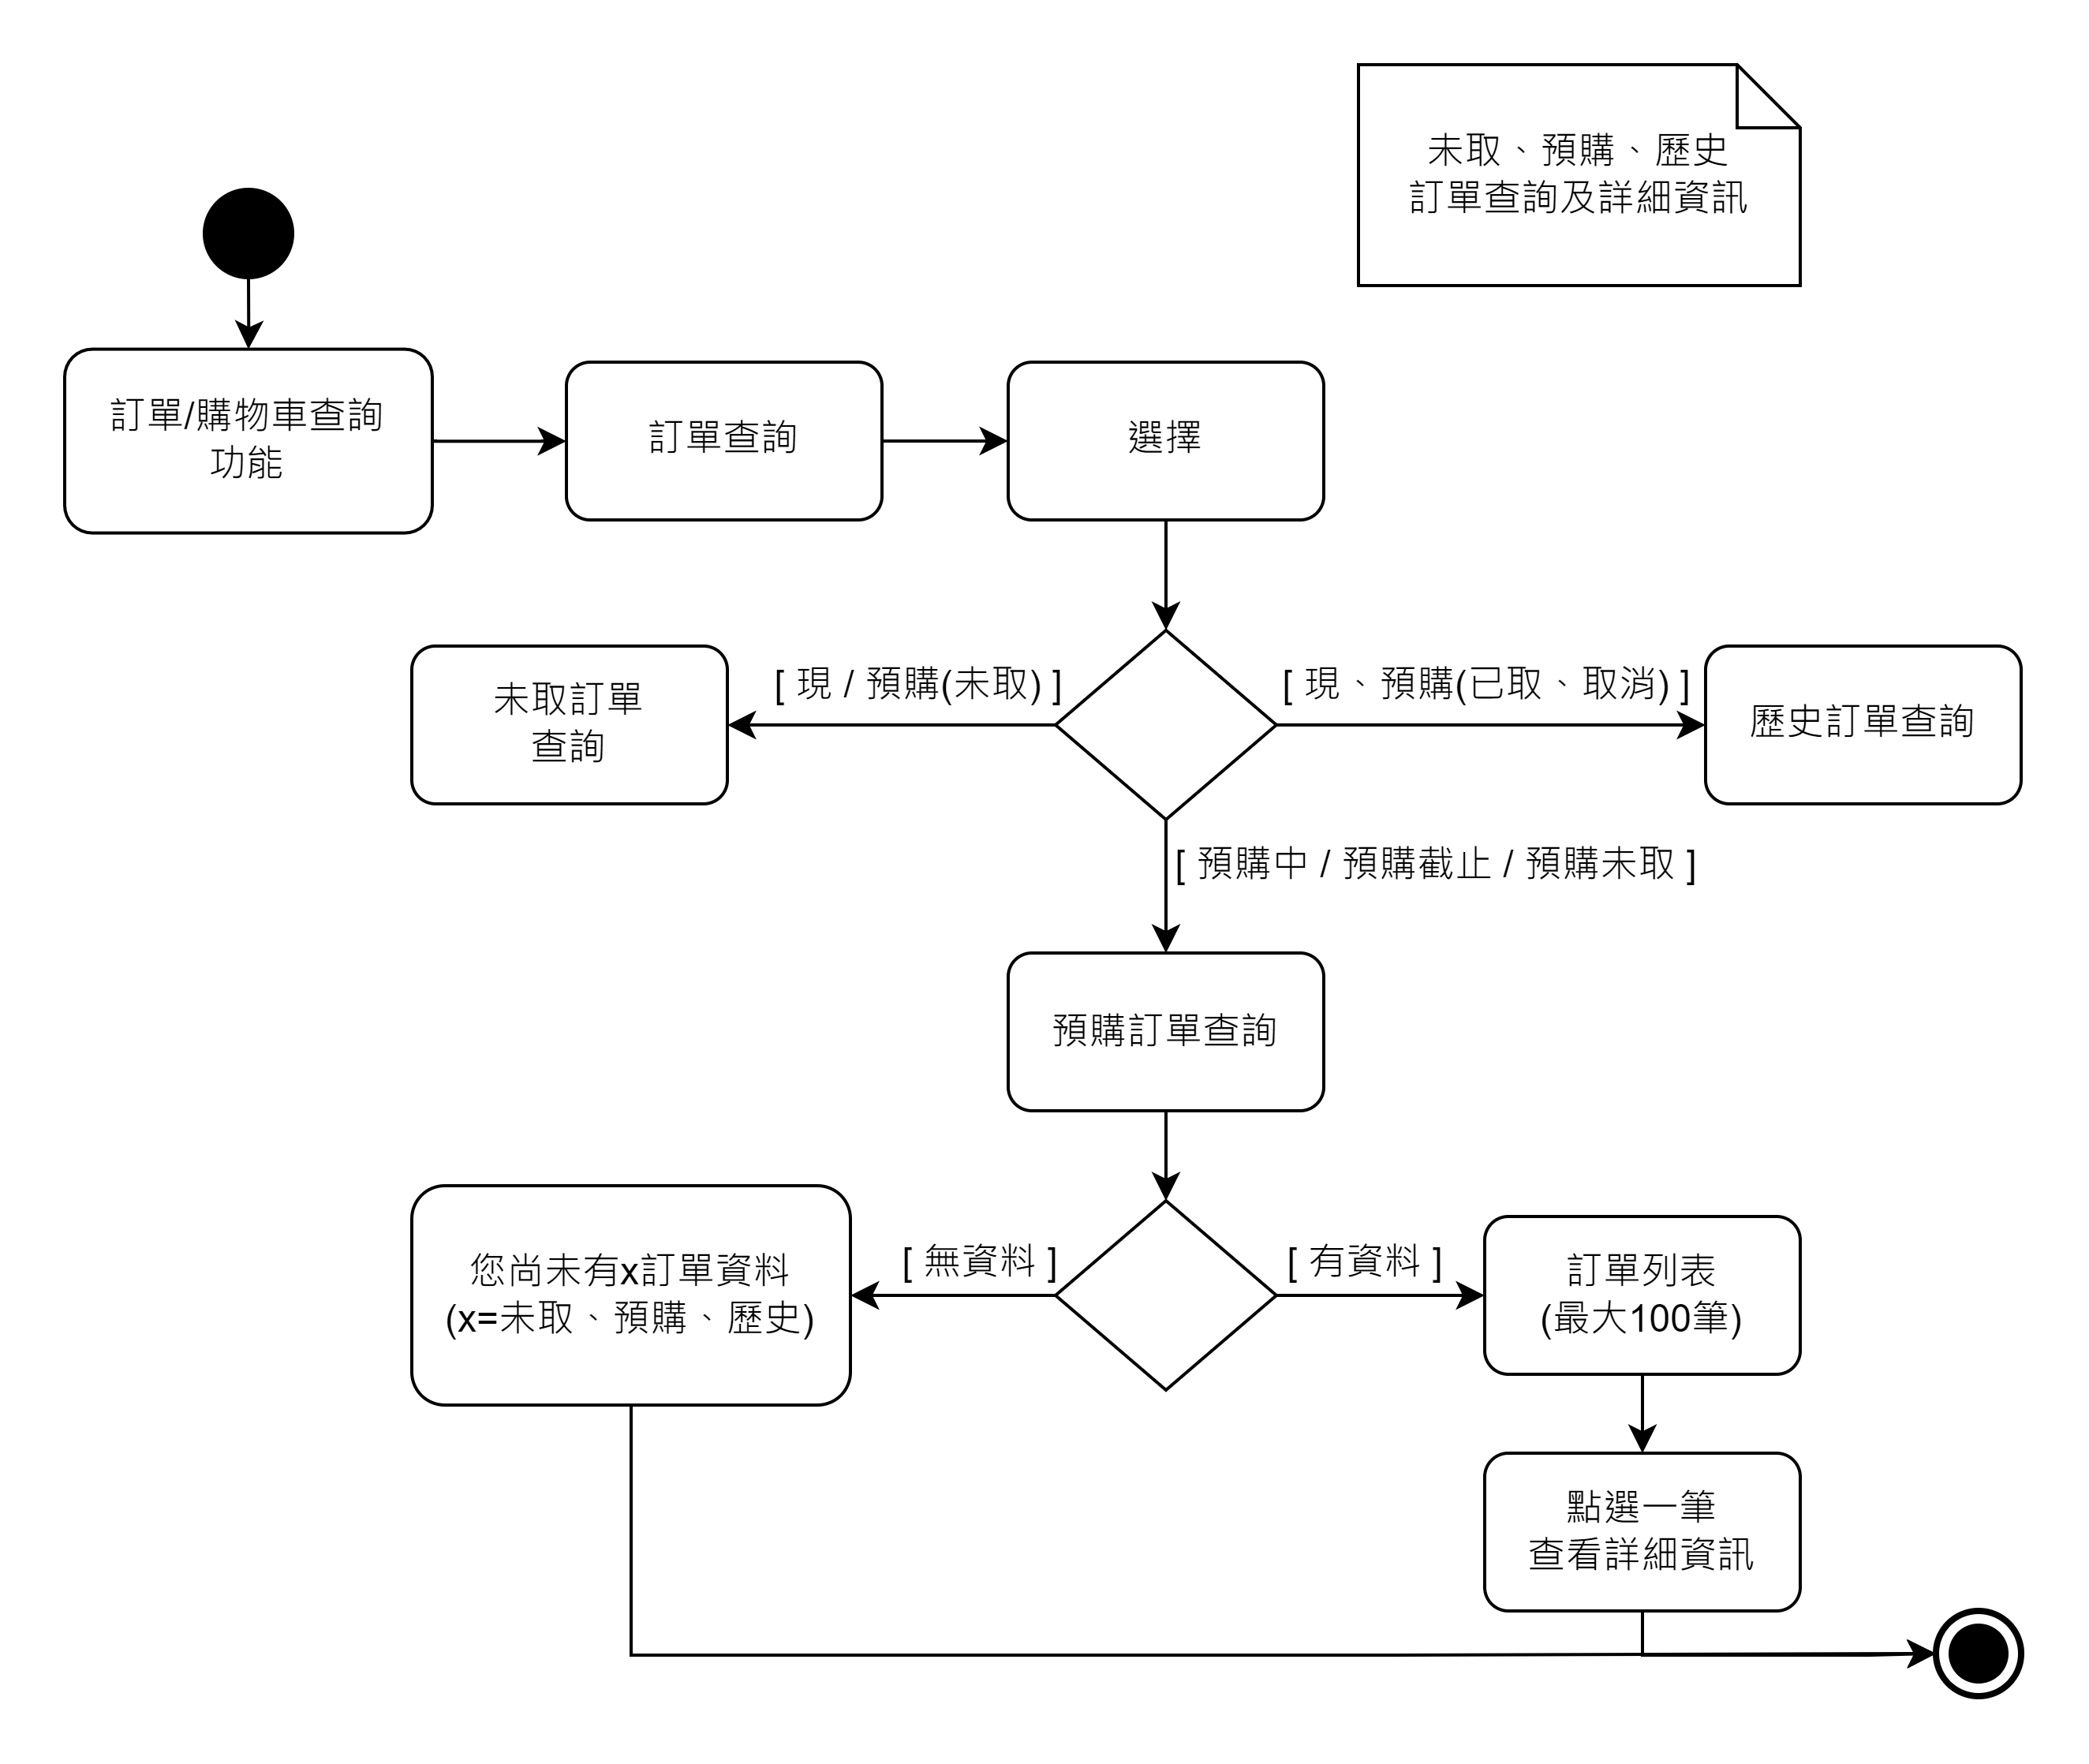 未取、預購、歷史
訂單查詢及詳細資訊
訂單/購物車查詢
功能
訂單查詢
選擇
未取訂單
查詢
[ 現 / 預購(未取) ]
[ 現、預購(已取、取消) ]
歷史訂單查詢
[ 預購中 / 預購截止 / 預購未取 ]
預購訂單查詢
您尚未有x訂單資料
(x=未取、預購、歷史)
[ 無資料 ]
[ 有資料 ]
訂單列表
(最大100筆)
點選一筆
查看詳細資訊